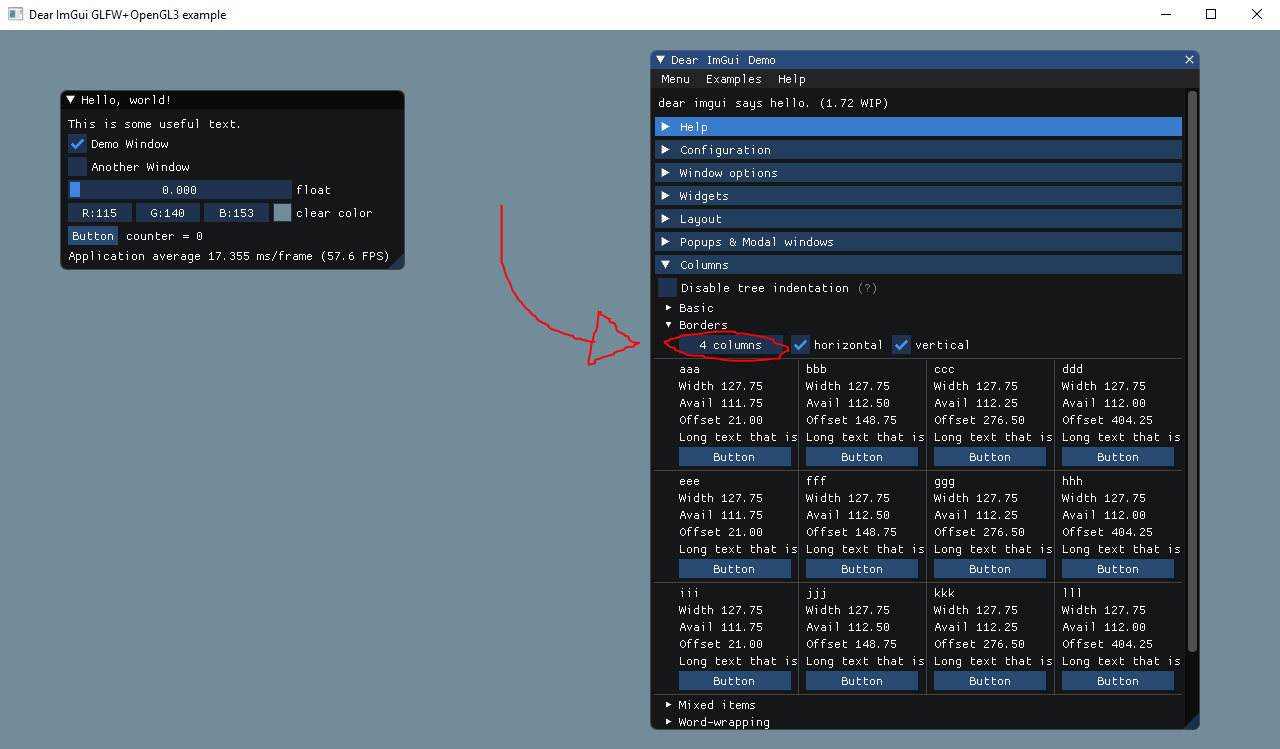 Dear ImGui GLFW+OpenGL3 example
Hello, world!
This is some useful text.
Demo Window
Another Window
0.000 float
R:115 G:140 B:153 clear color
Button counter = 0
Application average 17.355 ms/frame (57.6 FPS)
Dear ImGui Demo
Menu Examples Help
dear imgui says hello. (1.72 WIP)
Help
Configuration
Window options
Widgets
Layout
Popups & Modal windows
Columns
Disable tree indentation (?)
Basic
Borders
4 columns horizontal vertical
aaa bbb ccc ddd
Width 127.75 Width 127.75 Width 127.75 Width 127.75
Avail 111.75 Avail 112.50 Avail 112.25 Avail 112.00
Offset 21.00 Offset 148.75 Offset 276.50 Offset 404.25
Long text that is Long text that is Long text that is Long text that is
Button Button Button Button
eee fff ggg hhh
Width 127.75 Width 127.75 Width 127.75 Width 127.75
Avail 111.75 Avail 112.50 Avail 112.25 Avail 112.00
Offset 21.00 Offset 148.75 Offset 276.50 Offset 404.25
Long text that is Long text that is Long text that is Long text that is
Button Button Button Button
iii jjj kkk lll
Width 127.75 Width 127.75 Width 127.75 Width 127.75
Avail 111.75 Avail 112.50 Avail 112.25 Avail 112.00
Offset 21.00 Offset 148.75 Offset 276.50 Offset 404.25
Long text that is Long text that is Long text that is Long text that is
Button Button Button Button
Mixed items
Word-wrapping